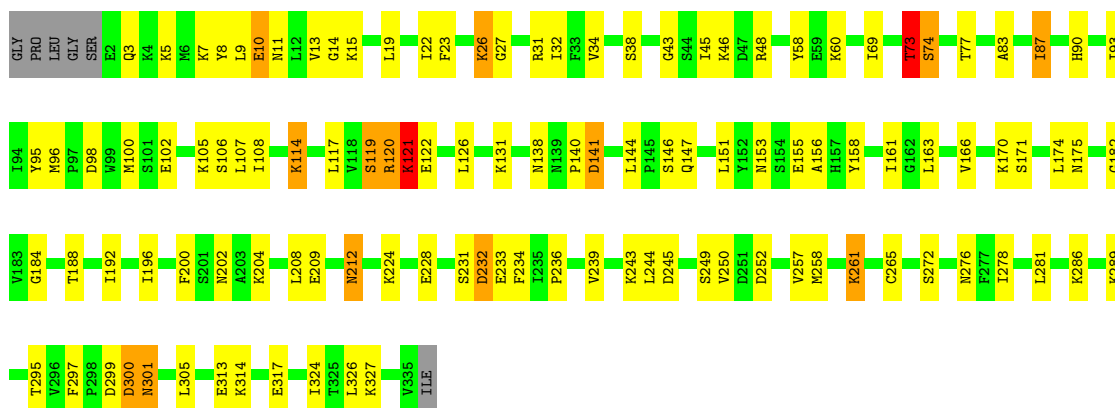 GLY PRO LEU GLY SER E2 Q3 K4 K5 M6 K7 Y8 L9 E10 N11 L12 V13 G14 K15 L19 I22 F23 K26 G27 R31 I32 F33 V34 S38 G43 S44 I45 K46 D47 R48 Y58 E59 K60 I69 T73 S74 T77 A83 I87 H90
I94 Y95 M96 P97 D98 W99 M100 S101 E102 K105 S106 L107 I108 K114 L117 V118 S119 R120 K121 E122 L126 K131 N138 N139 P140 D141 L144 P145 S146 Q147 L151 Y152 N153 S154 E155 A156 H157 Y158 I161 G162 L163 V166 K170 S171 L174 N175
V183 G184 T188 I192 I196 F200 S201 N202 A203 K204 L208 E209 N212 K224 E228 S231 D232 E233 F234 I235 P236 V239 K243 L244 D245 S249 V250 D251 D252 V257 M258 K261 C265 S272 N276 F277 I278 L281 K286
T295 V296 F297 P298 D299 D300 N301 L305 E313 K314 E317 I324 T325 L326 K327 V335 ILE